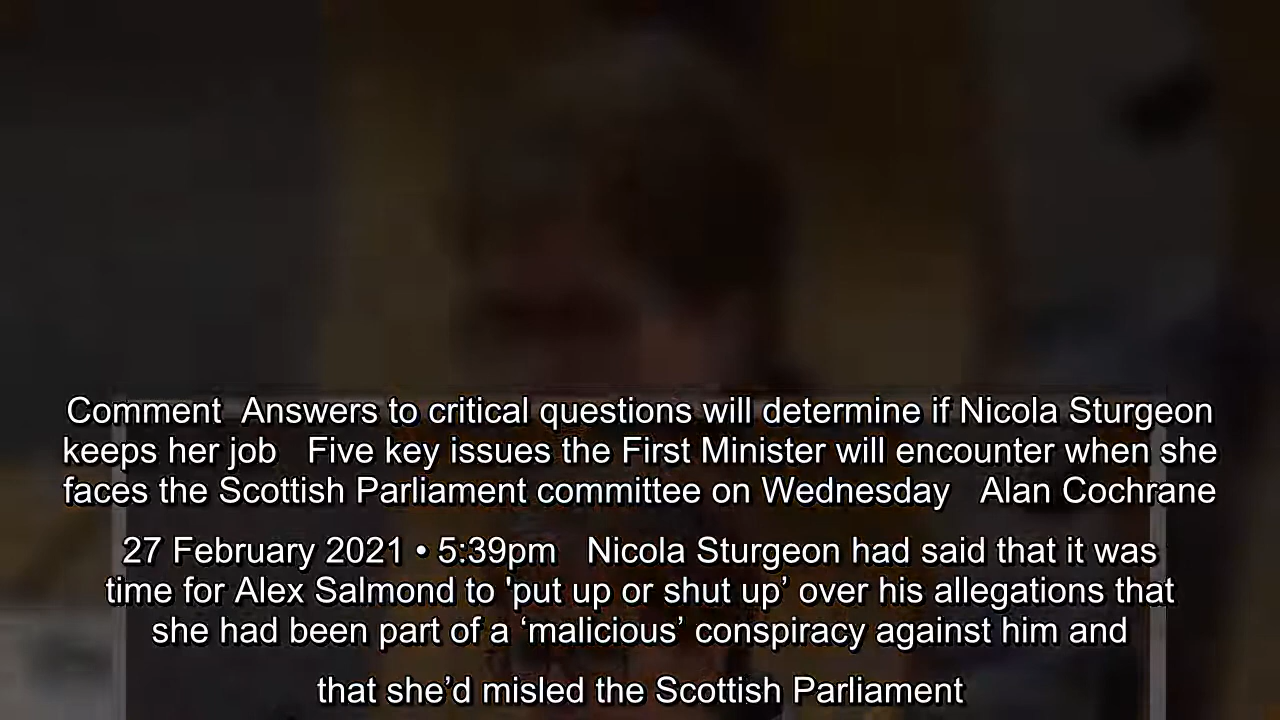 Comment  Answers to critical questions will determine if Nicola Sturgeon
keeps her job   Five key issues the First Minister will encounter when she
faces the Scottish Parliament committee on Wednesday   Alan Cochrane
27 February 2021 • 5:39pm   Nicola Sturgeon had said that it was
time for Alex Salmond to 'put up or shut up’ over his allegations that
she had been part of a ‘malicious’ conspiracy against him and
that she’d misled the Scottish Parliament